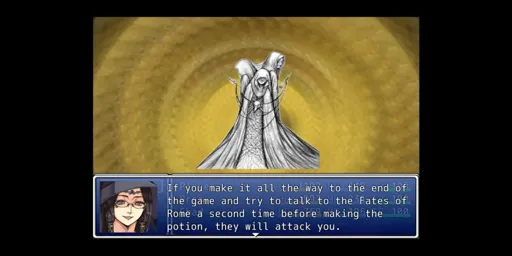 If you make it all the way to the end of
the game and try to talk to the Fates of
Rome a second time before making the
potion, they will attack you.
100